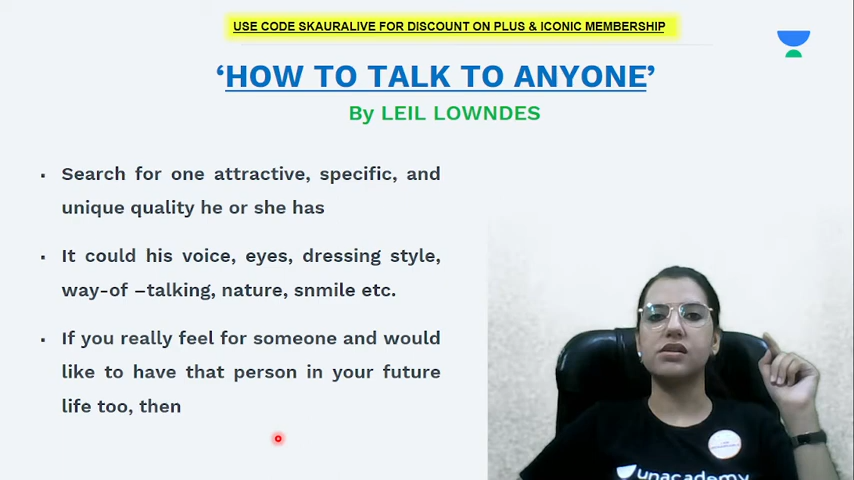 USE CODE SKAURALIVE FOR DISCOUNT ON PLUS & ICONIC MEMBERSHIP
‘HOW TO TALK TO ANYONE’
By LEIL LOWNDES
▪ Search for one attractive, specific, and
unique quality he or she has
▪ It could his voice, eyes, dressing style,
way-of –talking, nature, snmile etc.
▪ If you really feel for someone and would
like to have that person in your future
life too, then
unacademy